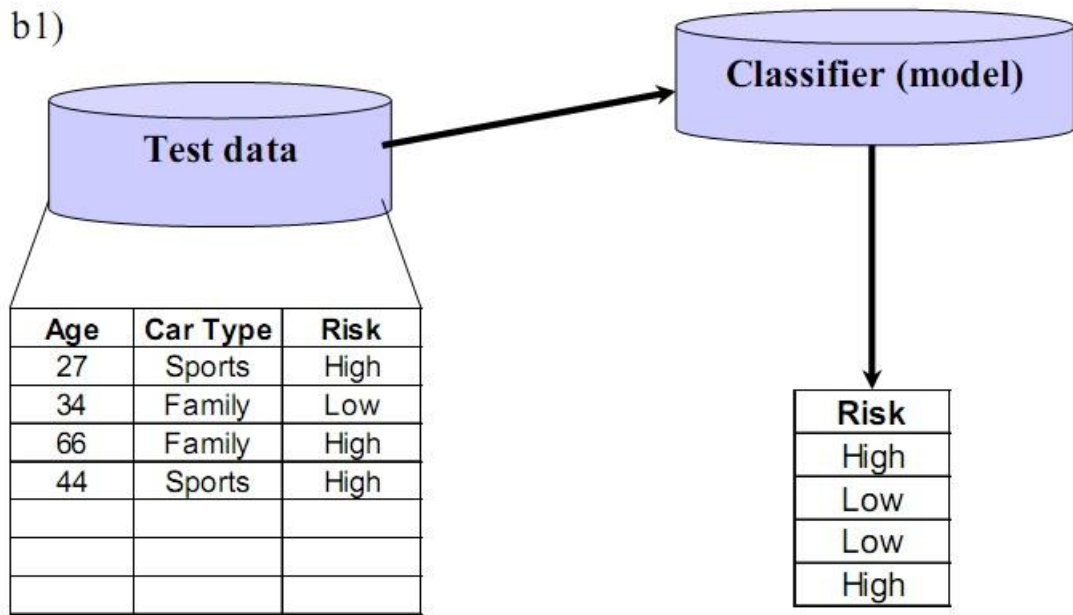 b1)
Test data
Classifier (model)
Age Car Type Risk
27 Sports High
34 Family Low
66 Family High
44 Sports High
Risk
High
Low
Low
High